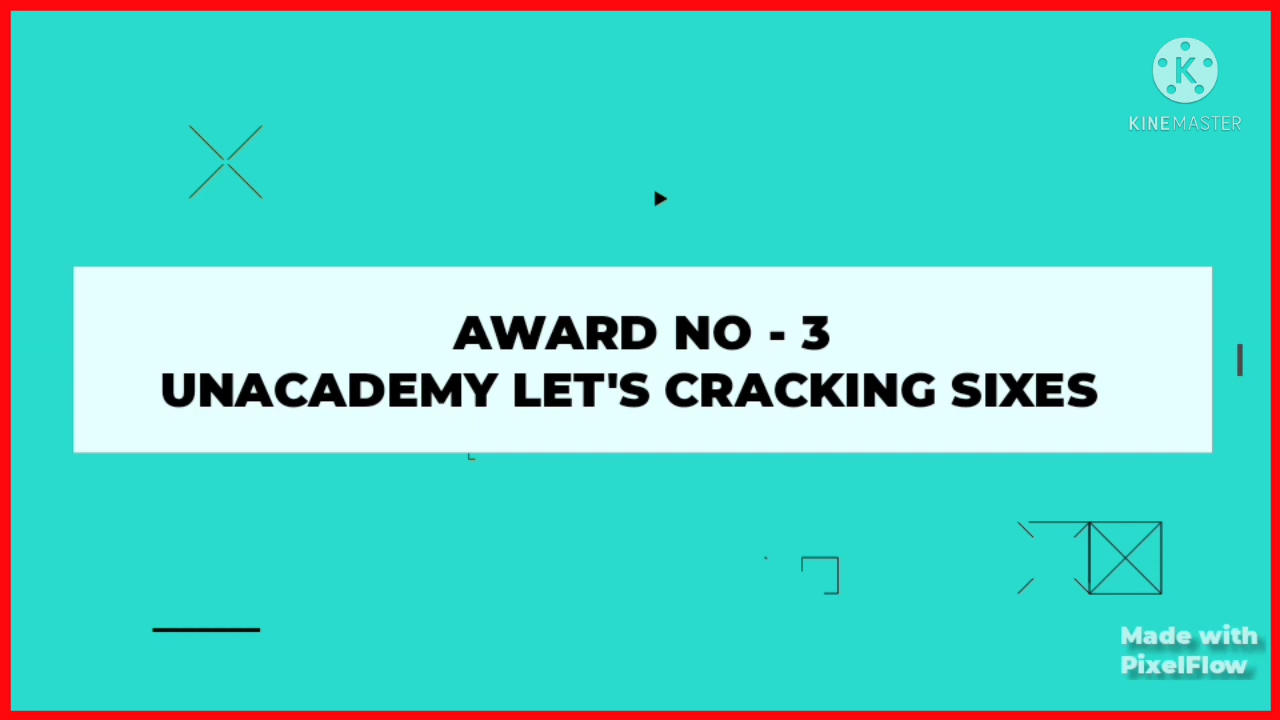 KINEMASTER
AWARD NO - 3
UNACADEMY LET'S CRACKING SIXES
Made with
PixelFlow